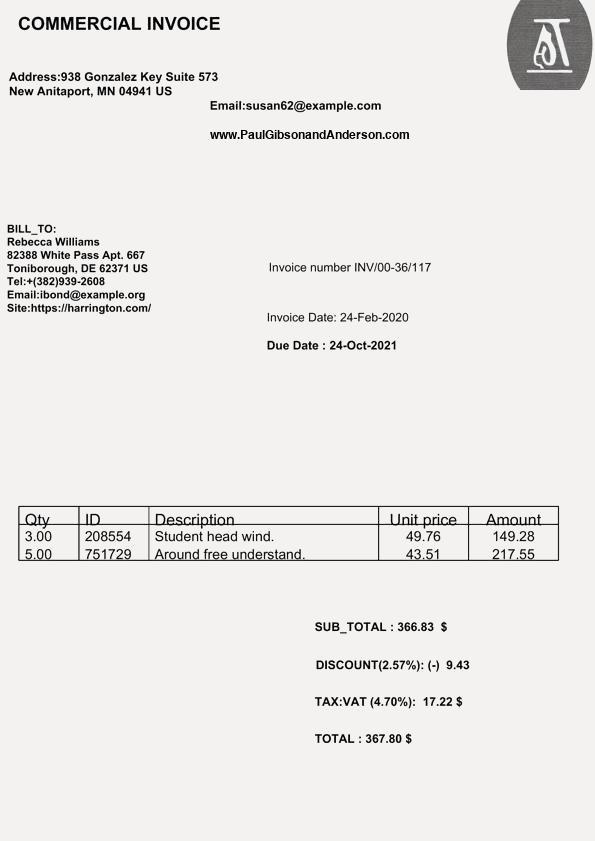 COMMERCIAL INVOICE
Address:938 Gonzalez Key Suite 573
New Anitaport, MN 04941 US
Email:susan62@example.com
www.PaulGibsonandAnderson.com
BILL_TO:
Rebecca Williams
82388 White Pass Apt. 667
Toniborough, DE 62371 US
Tel:+(382)939-2608
Email:ibond@example.org
Site:https://harrington.com/
Invoice number INV/00-36/117
Invoice Date: 24-Feb-2020
Due Date : 24-Oct-2021
Qty ID Description Unit price Amount
3.00 208554 Student head wind. 49.76 149.28
5.00 751729 Around free understand. 43.51 217.55
SUB_TOTAL : 366.83 $
DISCOUNT(2.57%): (-) 9.43
TAX:VAT (4.70%): 17.22 $
TOTAL : 367.80 $